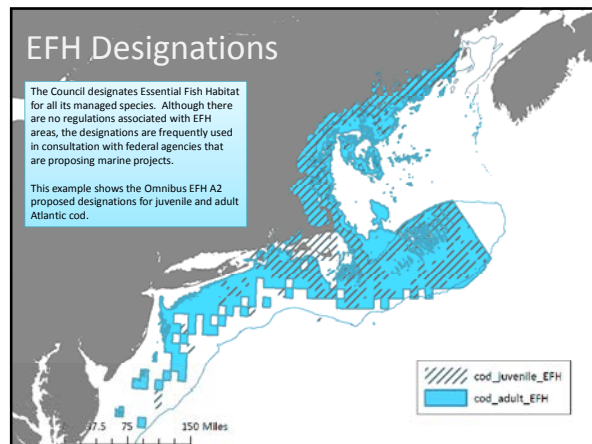 EFH Designations
The Council designates Essential Fish Habitat
for all its managed species.  Although there
are no regulations associated with EFH
areas, the designations are frequently used
in consultation with federal agencies that
are proposing marine projects.
This example shows the Omnibus EFH A2
proposed designations for juvenile and adult
Atlantic cod.
cod_juvenile_EFH
cod_adult_EFH
75 150 Miles